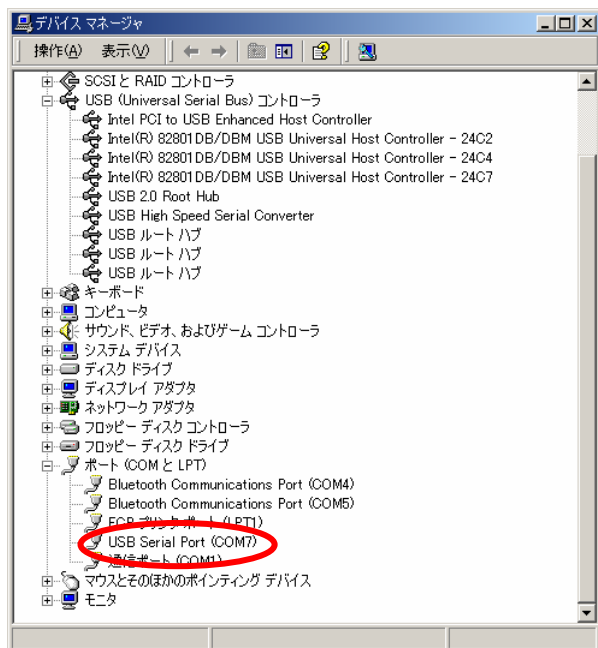 デバイス マネージャ
操作(A) 表示(V)
SCSI と RAID コントローラ
USB (Universal Serial Bus) コントローラ
Intel PCI to USB Enhanced Host Controller
Intel(R) 82801DB/DBM USB Universal Host Controller - 24C2
Intel(R) 82801DB/DBM USB Universal Host Controller - 24C4
Intel(R) 82801DB/DBM USB Universal Host Controller - 24C7
USB 2.0 Root Hub
USB High Speed Serial Converter
USB ルート ハブ
USB ルート ハブ
USB ルート ハブ
キーボード
コンピュータ
サウンド、ビデオ、およびゲーム コントローラ
システム デバイス
ディスク ドライブ
ディスプレイ アダプタ
ネットワーク アダプタ
フロッピー ディスク コントローラ
フロッピー ディスク ドライブ
ポート (COM と LPT)
Bluetooth Communications Port (COM4)
Bluetooth Communications Port (COM5)
ECP プリンタ ポート (LPT1)
USB Serial Port (COM7)
通信ポート (COM1)
マウスとそのほかのポインティング デバイス
モニタ